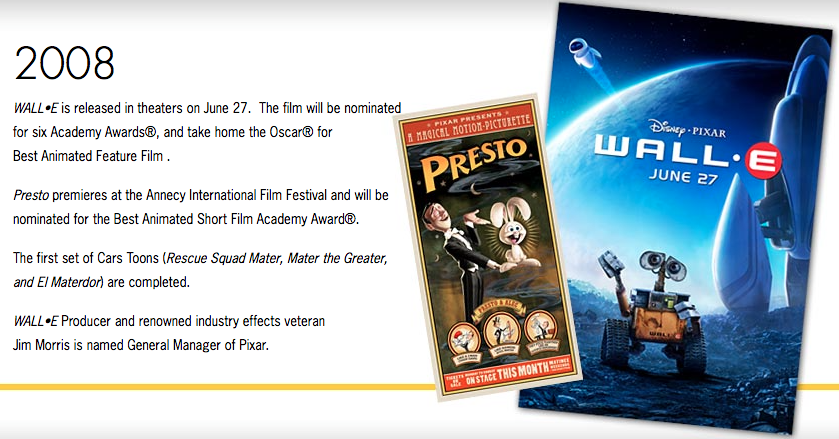 2008
WALL•E is released in theaters on June 27. The film will be nominated
for six Academy Awards®, and take home the Oscar® for
Best Animated Feature Film .
Presto premieres at the Annecy International Film Festival and will be
nominated for the Best Animated Short Film Academy Award®.
The first set of Cars Toons (Rescue Squad Mater, Mater the Greater,
and El Materdor) are completed.
WALL•E Producer and renowned industry effects veteran
Jim Morris is named General Manager of Pixar.
PIXAR PRESENTS
A MAGICAL MOTION-PICTURETTE
PRESTO
PRESTO & ALEC
ON STAGE THIS MONTH
DISNEY • PIXAR
WALL•E
JUNE 27
WALL•E